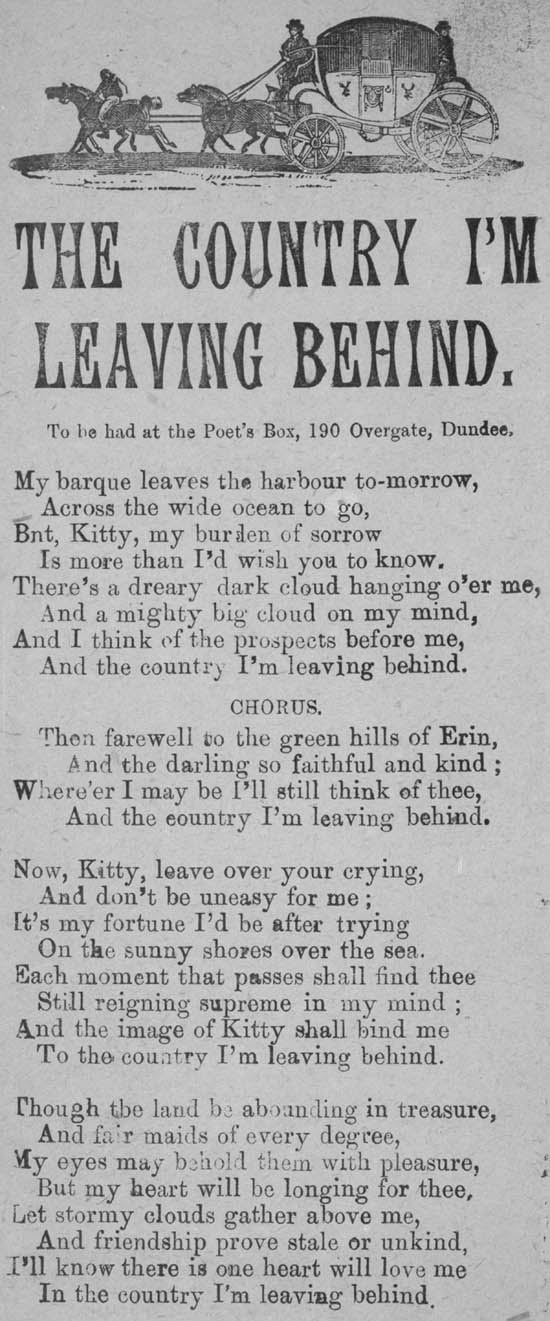 THE COUNTRY I'M
LEAVING BEHIND.
To be had at the Poet's Box, 190 Overgate, Dundee.
My barque leaves the harbour to-morrow,
Across the wide ocean to go,
Bnt, Kitty, my burden of sorrow
Is more than I'd wish you to know.
There's a dreary dark cloud hanging o'er me,
And a mighty big cloud on my mind,
And I think of the prospects before me,
And the country I'm leaving behind.
CHORUS.
Then farewell to the green hills of Erin,
And the darling so faithful and kind ;
Where'er I may be I'll still think of thee,
And the eountry I'm leaving behind.
Now, Kitty, leave over your crying,
And don't be uneasy for me ;
It's my fortune I'd be after trying
On the sunny shores over the sea.
Each moment that passes shall find thee
Still reigning supreme in my mind ;
And the image of Kitty shall bind me
To the country I'm leaving behind.
Though tbe land be abounding in treasure,
And fair maids of every degree,
My eyes may behold them with pleasure,
But my heart will be longing for thee,
Let stormy clouds gather above me,
And friendship prove stale or unkind,
I'll know there is one heart will love me
In the country I'm leaving behind.